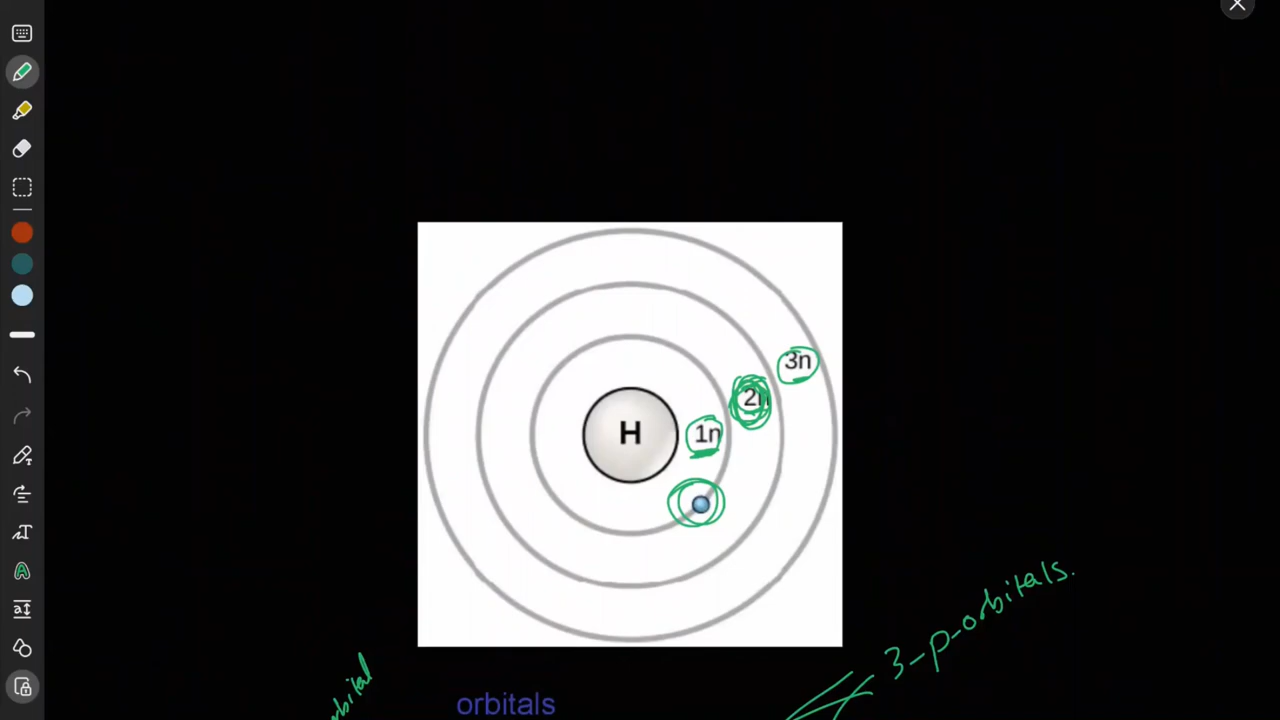 3n
2n
H
1n
3-p-orbitals.
orbitals